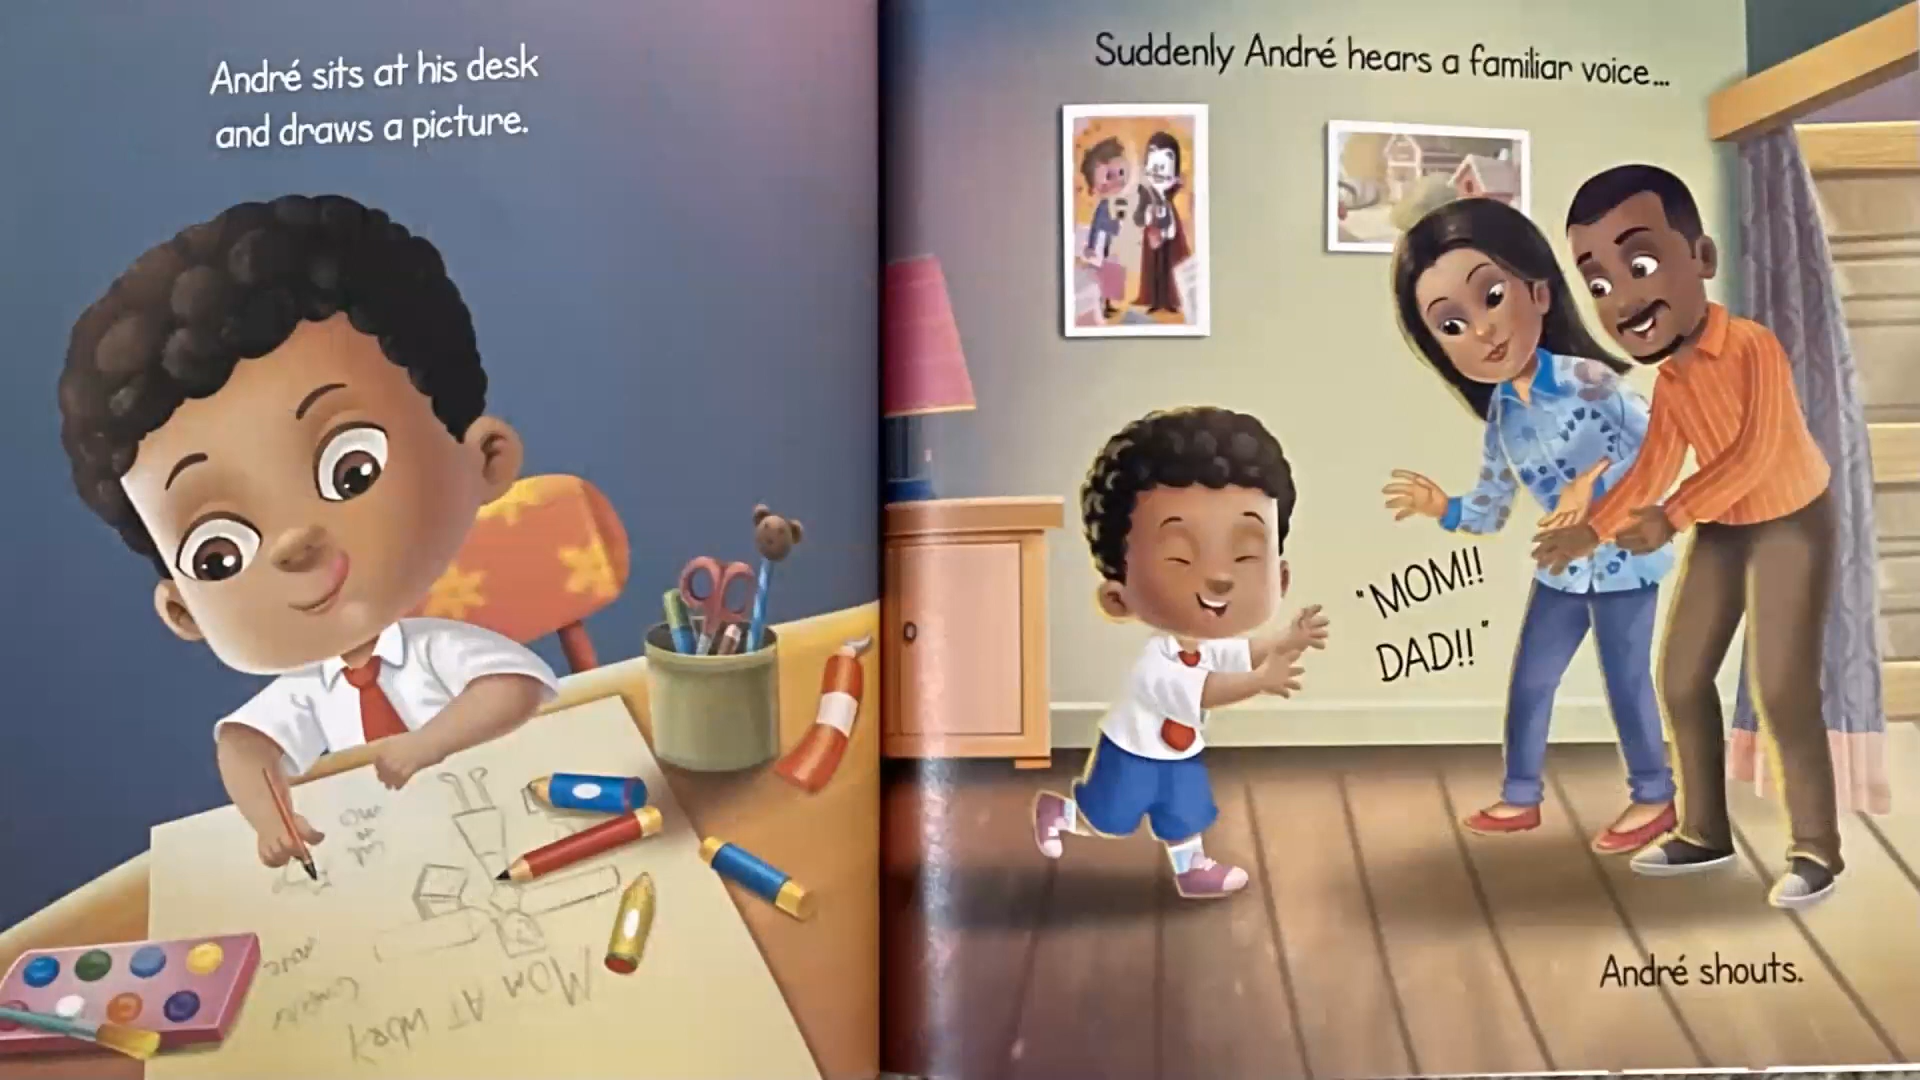 André sits at his desk
and draws a picture.
MOM AT WORK
Suddenly André hears a familiar voice...
"MOM!!
DAD!!"
André shouts.